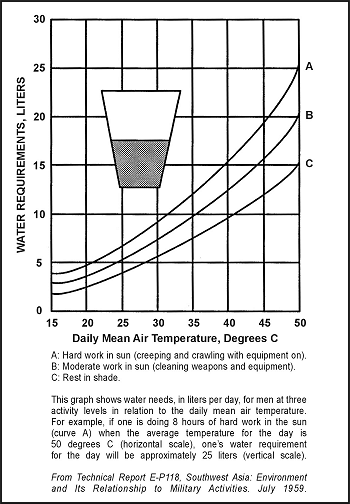 30
A
25
B
20
C
15
10
5
0
WATER REQUIREMENTS, LITERS
15 20 25 30 35 40 45 50
Daily Mean Air Temperature, Degrees C
A: Hard work in sun (creeping and crawling with equipment on).
B: Moderate work in sun (cleaning weapons and equipment).
C: Rest in shade.
This graph shows water needs, in liters per day, for men at three
activity levels in relation to the daily mean air temperature.
For example, if one is doing 8 hours of hard work in the sun
(curve A) when the average temperature for the day is
50 degrees C (horizontal scale), one's water requirement
for the day will be approximately 25 liters (vertical scale).
From Technical Report E-P118, Southwest Asia: Environment
and Its Relationship to Military Activities. July 1959.